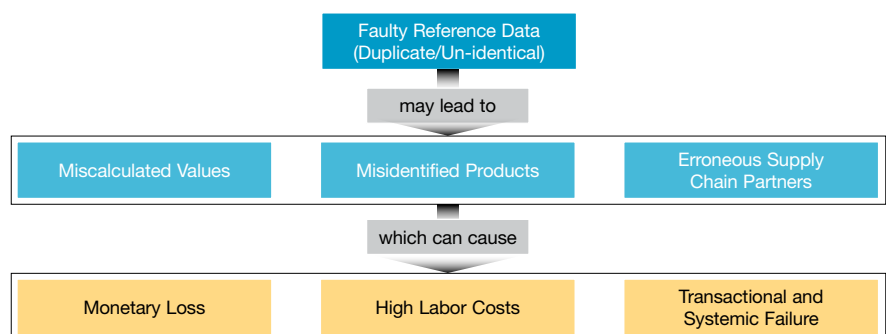 Faulty Reference Data
(Duplicate/Un-identical)
may lead to
Miscalculated Values
Misidentified Products
Erroneous Supply
Chain Partners
which can cause
Monetary Loss
High Labor Costs
Transactional and
Systemic Failure